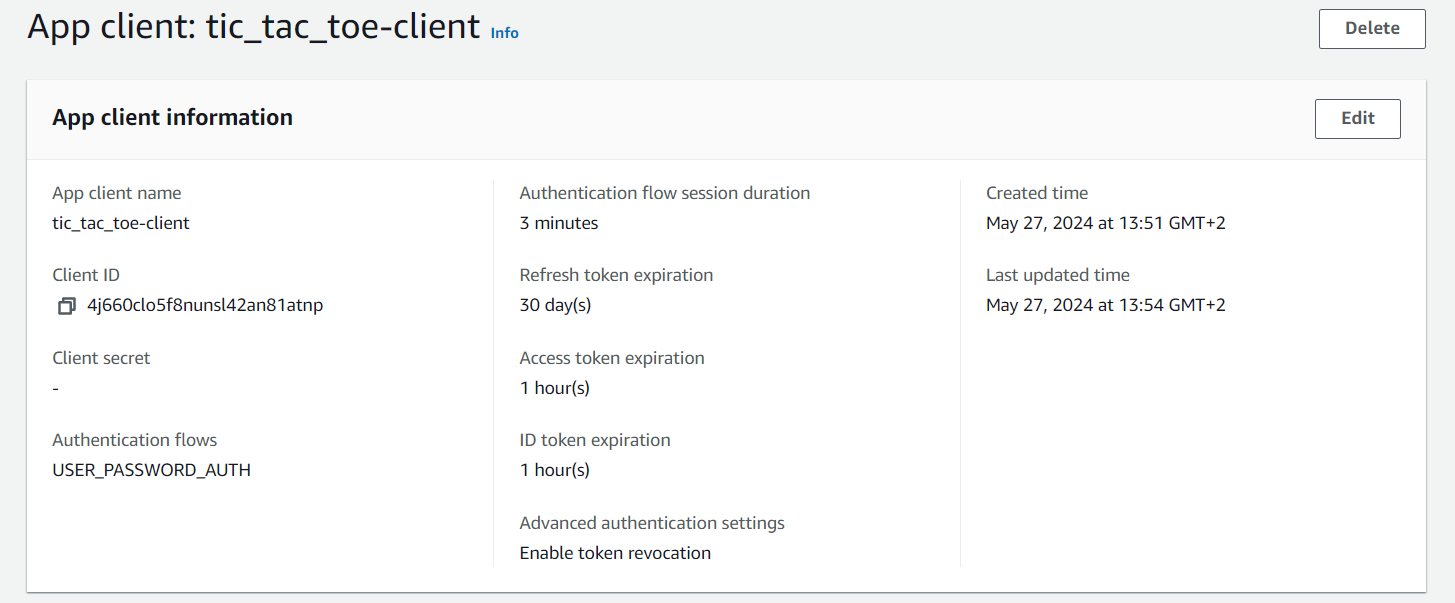 App client: tic_tac_toe-client Info
Delete
App client information
Edit
App client name
tic_tac_toe-client
Client ID
4j660clo5f8nunsl42an81atnp
Client secret
-
Authentication flows
USER_PASSWORD_AUTH
Authentication flow session duration
3 minutes
Refresh token expiration
30 day(s)
Access token expiration
1 hour(s)
ID token expiration
1 hour(s)
Advanced authentication settings
Enable token revocation
Created time
May 27, 2024 at 13:51 GMT+2
Last updated time
May 27, 2024 at 13:54 GMT+2